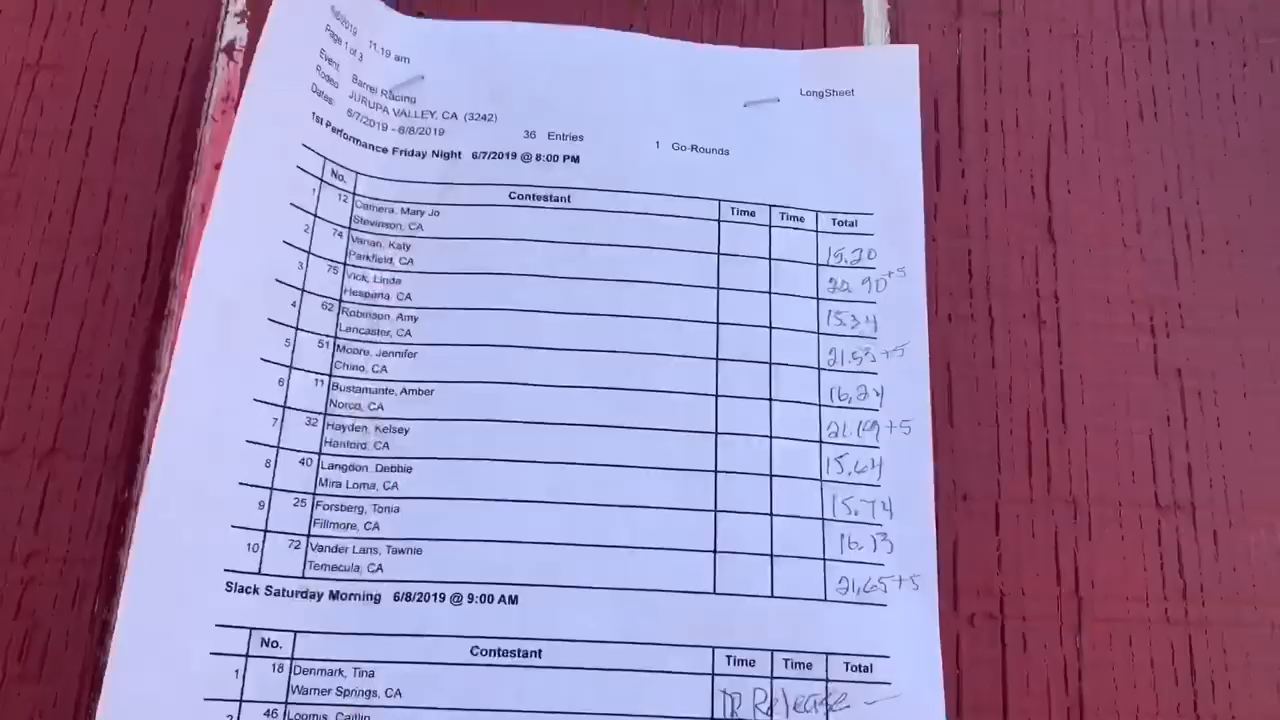 11:19 am
Page 1 of 3
LongSheet
Event: Barrel Racing
Rodeo: JURUPA VALLEY, CA (3242)
Dates: 6/7/2019 - 6/8/2019 36 Entries 1 Go-Rounds
1st Performance Friday Night 6/7/2019 @ 8:00 PM
No. Contestant Time Time Total
1 12 Camera, Mary Jo
Stevinson, CA 15.20
2 74 Varian, Katy
Parkfield, CA 20.90 +5
3 75 Vick, Linda
Hesperia, CA 15.34
4 62 Robinson, Amy
Lancaster, CA 21.53 +5
5 51 Moore, Jennifer
Chino, CA 16.24
6 11 Bustamante, Amber
Norco, CA 21.19 +5
7 32 Hayden, Kelsey
Hanford, CA 15.64
8 40 Langdon, Debbie
Mira Loma, CA 15.74
9 25 Forsberg, Tonia
Fillmore, CA 16.13
10 72 Vander Lans, Tawnie
Temecula, CA 21.65 +5
Slack Saturday Morning 6/8/2019 @ 9:00 AM
No. Contestant Time Time Total
1 18 Denmark, Tina
Warner Springs, CA DR Release
2 46 Loomis, Caitlin